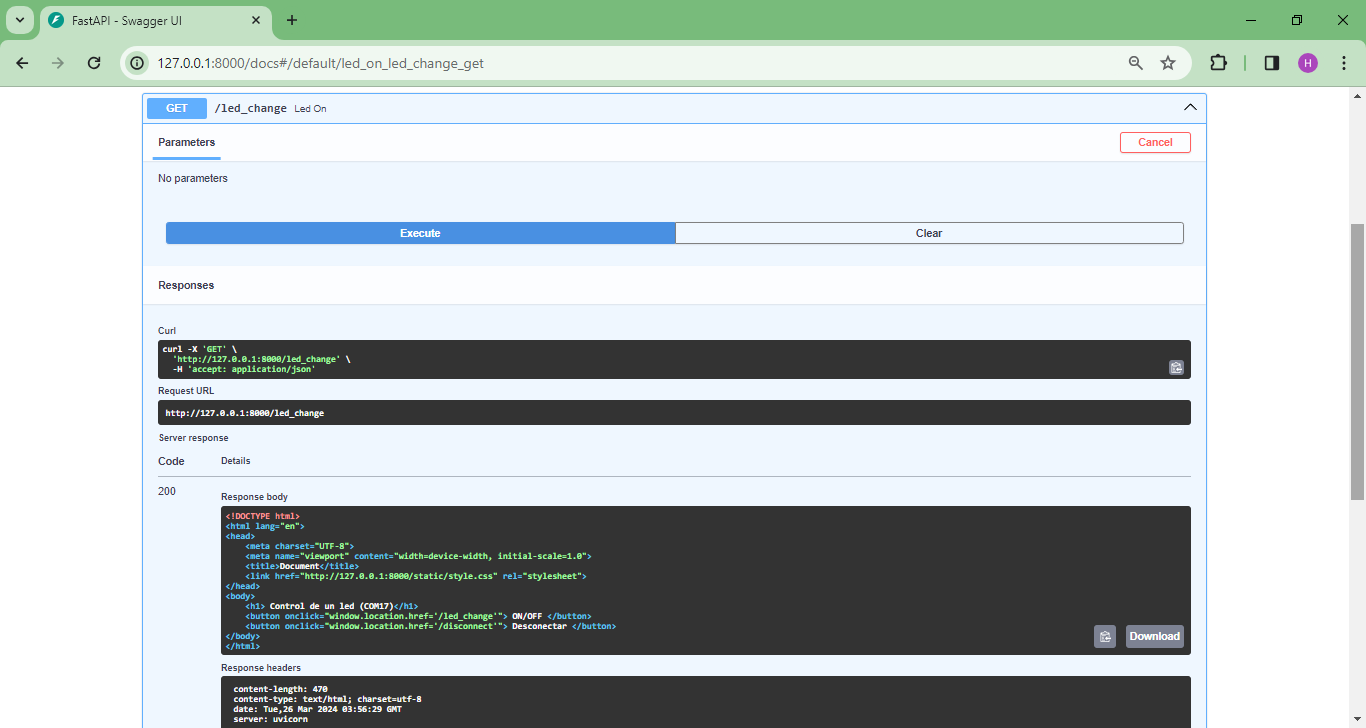 FastAPI - Swagger UI
127.0.0.1:8000/docs#/default/led_on_led_change_get
H
GET /led_change Led On
Parameters
Cancel
No parameters
Execute
Clear
Responses
Curl
curl -X 'GET' \
'http://127.0.0.1:8000/led_change' \
-H 'accept: application/json'
Request URL
http://127.0.0.1:8000/led_change
Server response
Code Details
200
Response body
<!DOCTYPE html>
<html lang="en">
<head>
<meta charset="UTF-8">
<meta name="viewport" content="width=device-width, initial-scale=1.0">
<title>Document</title>
<link href="http://127.0.0.1:8000/static/style.css" rel="stylesheet">
</head>
<body>
<h1> Control de un led (COM17)</h1>
<button onclick="window.location.href='/led_change'"> ON/OFF </button>
<button onclick="window.location.href='/disconnect'"> Desconectar </button>
</body>
</html>
Download
Response headers
content-length: 470
content-type: text/html; charset=utf-8
date: Tue,26 Mar 2024 03:56:29 GMT
server: uvicorn